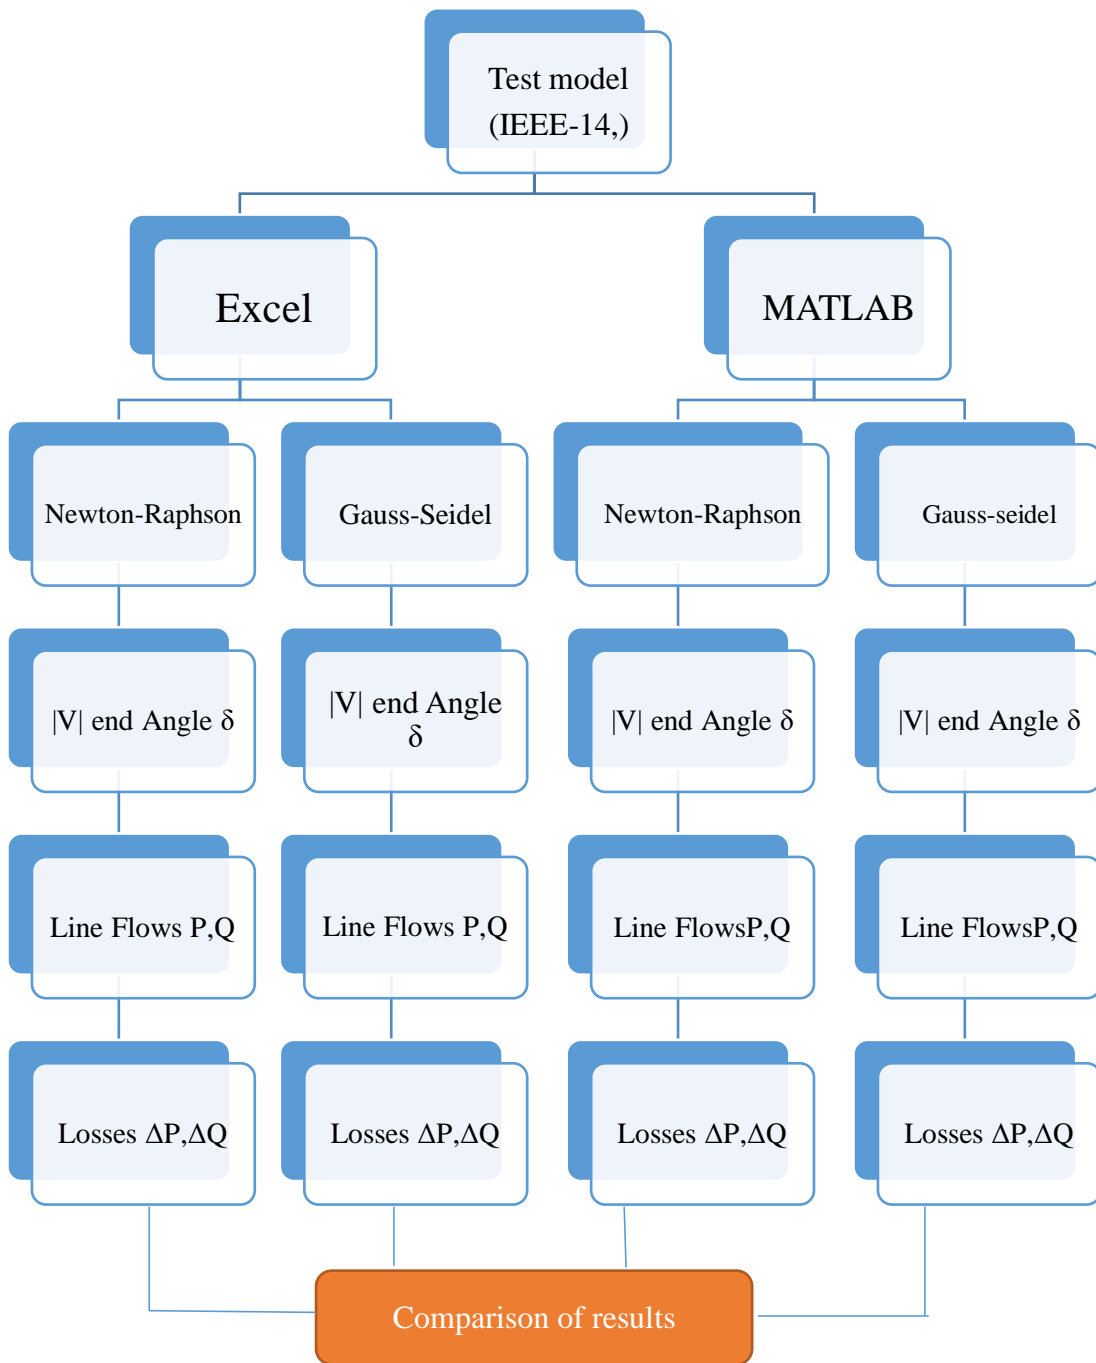 Test model
(IEEE-14,)
Excel
MATLAB
Newton-Raphson
Gauss-Seidel
Newton-Raphson
Gauss-seidel
|V| end Angle δ
|V| end Angle
δ
|V| end Angle δ
|V| end Angle δ
Line Flows P,Q
Line Flows P,Q
Line FlowsP,Q
Line FlowsP,Q
Losses ΔP,ΔQ
Losses ΔP,ΔQ
Losses ΔP,ΔQ
Losses ΔP,ΔQ
Comparison of results